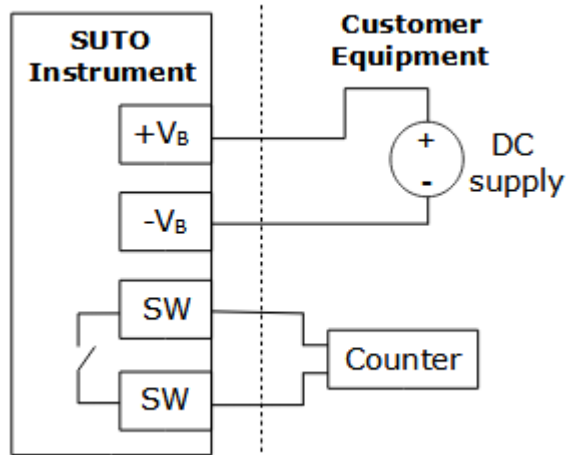 SUTO
Instrument
Customer
Equipment
+VB
+
-
DC
supply
-VB
SW
Counter
SW